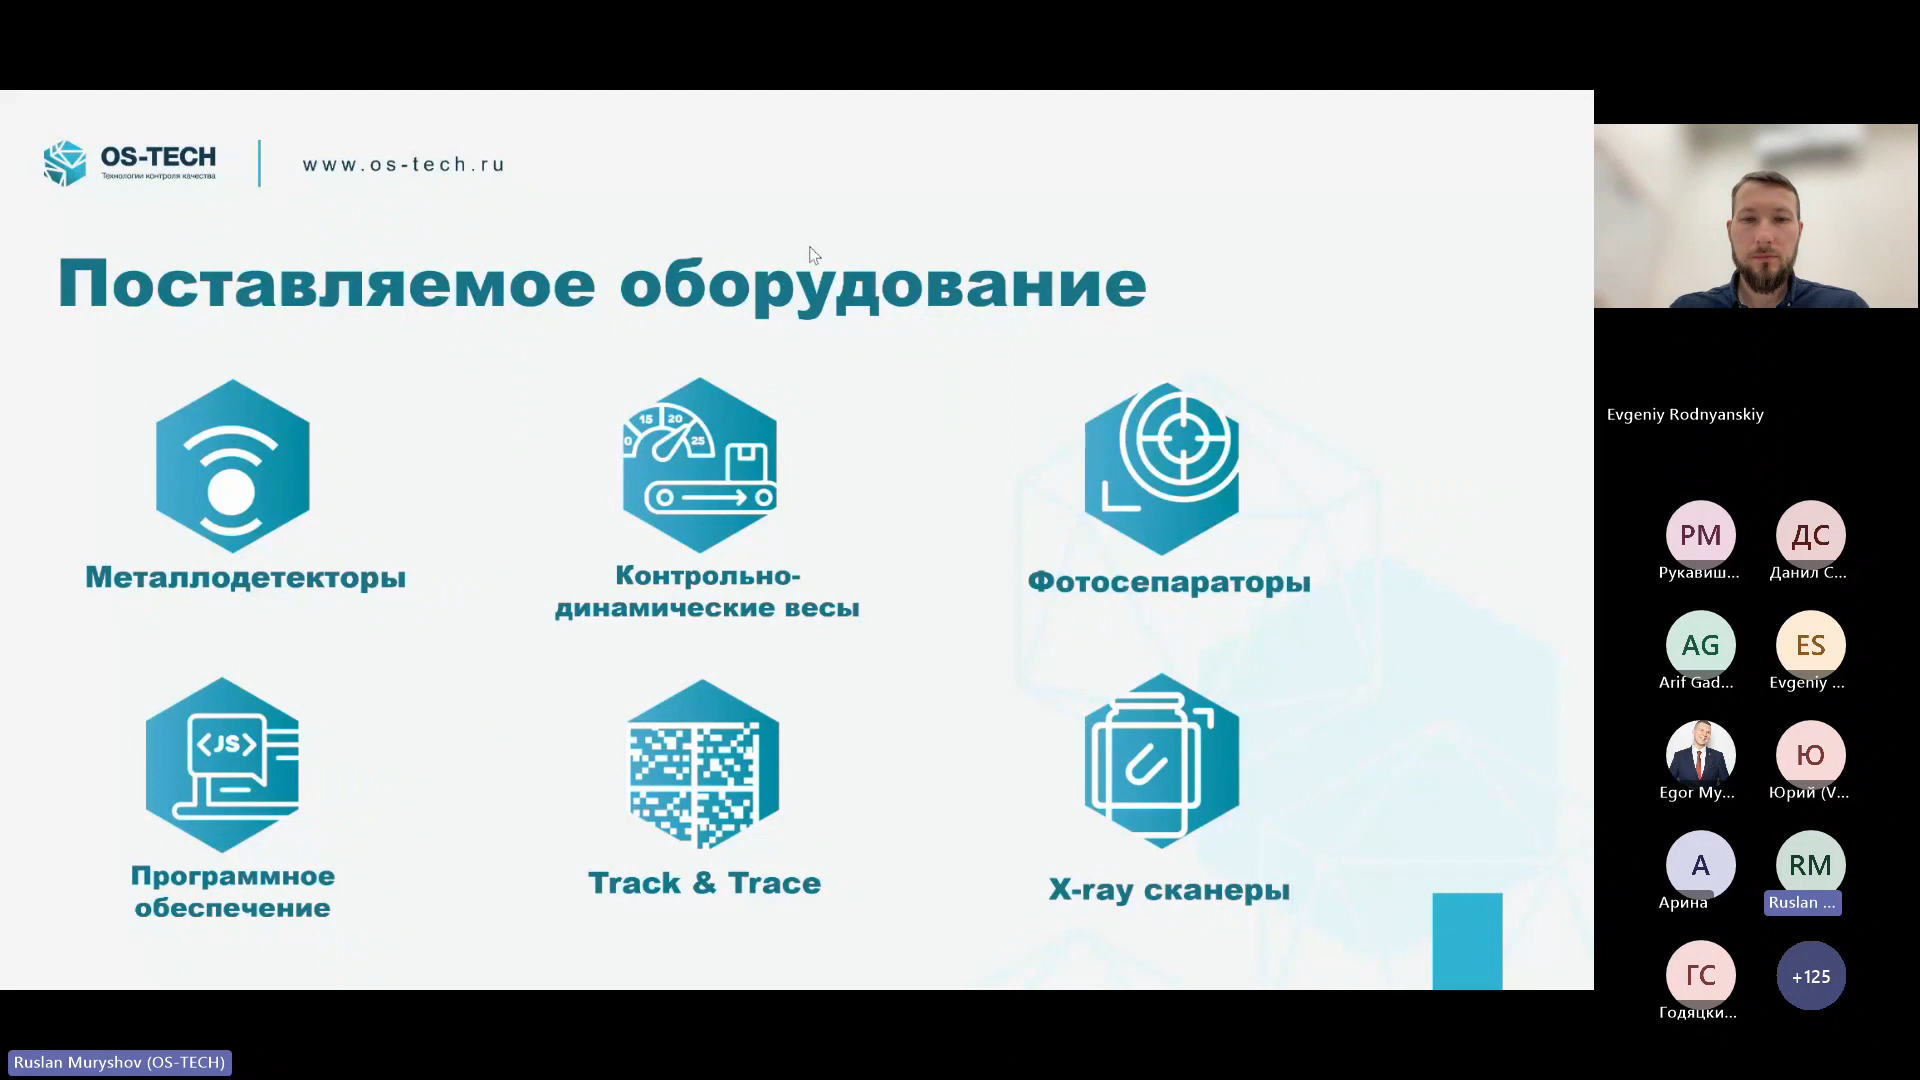 OS-TECH
Технологии контроля качества
www.os-tech.ru
Поставляемое оборудование
Металлодетекторы
0 15 20 25
Контрольно-
динамические весы
Фотосепараторы
<JS>
Программное
обеспечение
Track & Trace
X-ray сканеры
Evgeniy Rodnyanskiy
РМ ДС
Рукавиш... Данил С...
AG ES
Arif Gad... Evgeniy ...
Ю
Egor My... Юрий (V...
А RM
Арина Ruslan ...
ГС +125
Годяцки...
Ruslan Muryshov (OS-TECH)